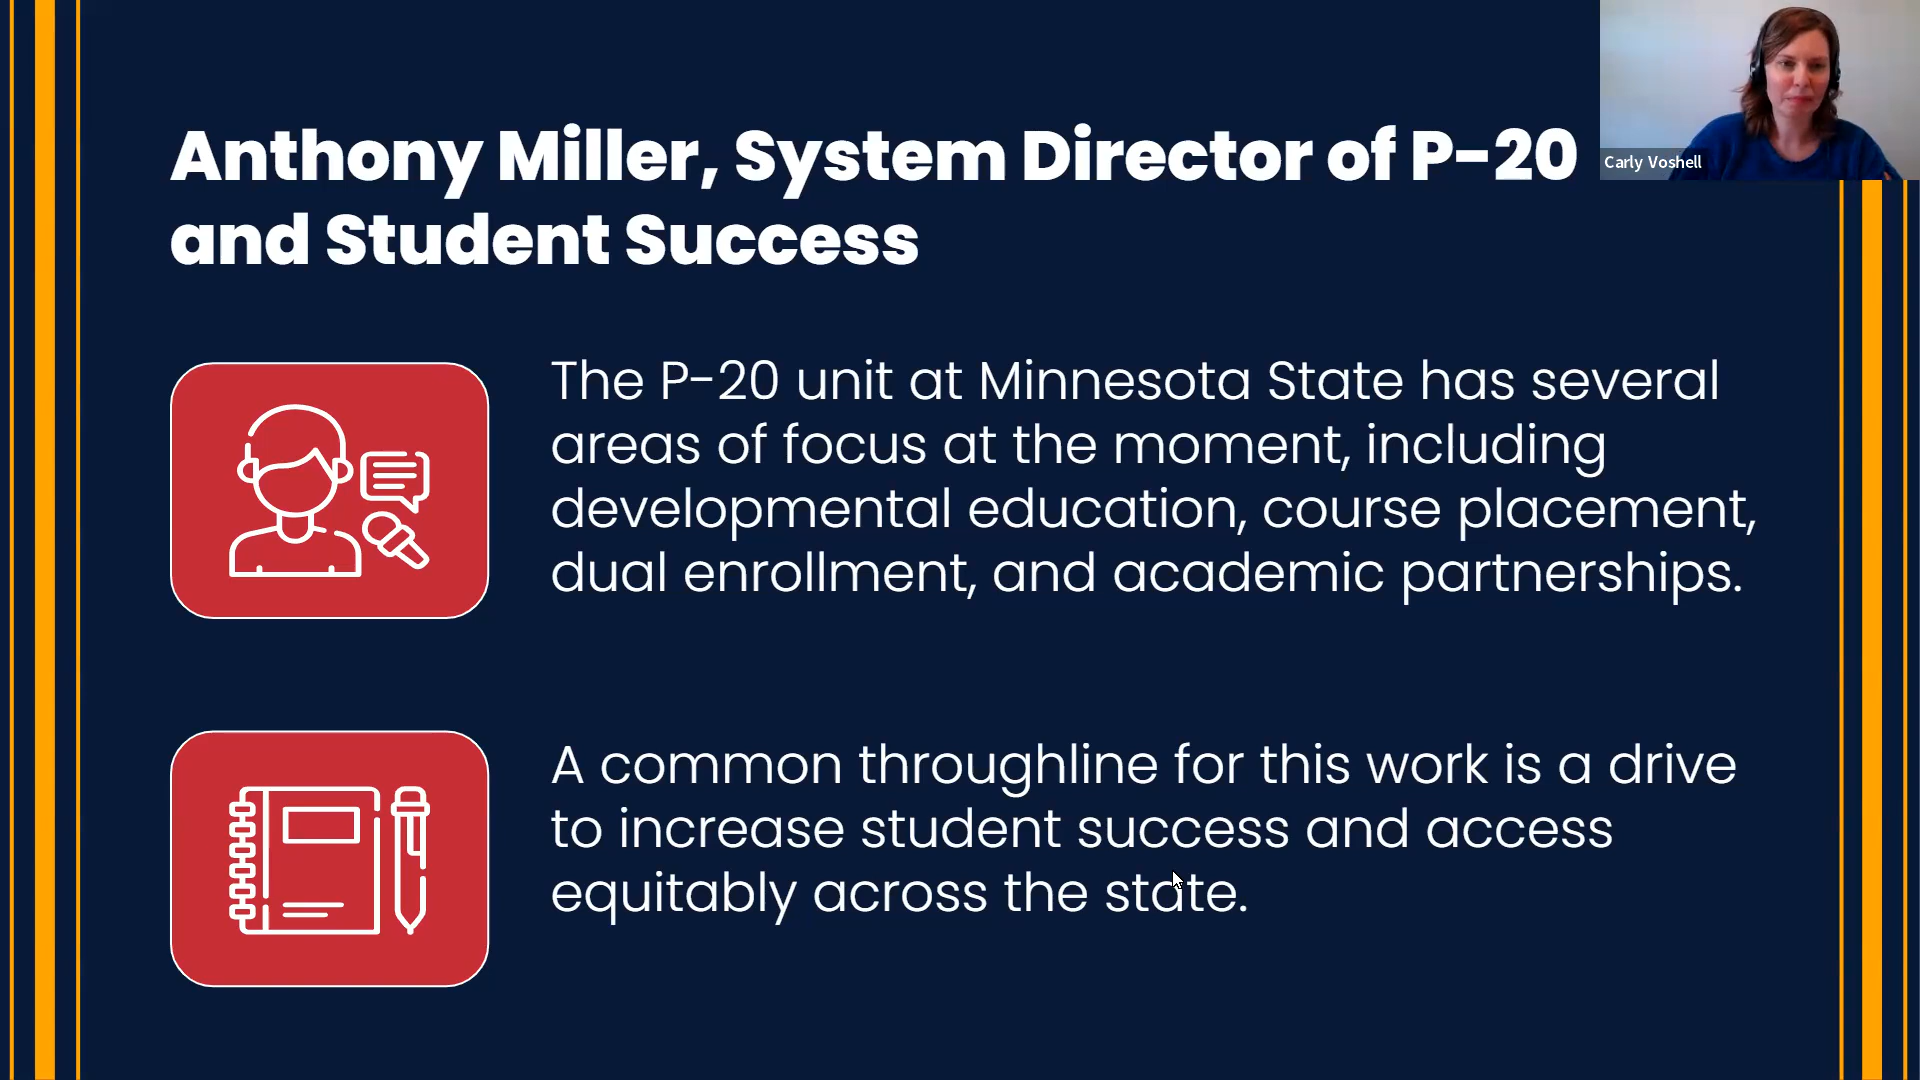 Anthony Miller, System Director of P-20
and Student Success
Carly Voshell
The P-20 unit at Minnesota State has several
areas of focus at the moment, including
developmental education, course placement,
dual enrollment, and academic partnerships.
A common throughline for this work is a drive
to increase student success and access
equitably across the state.